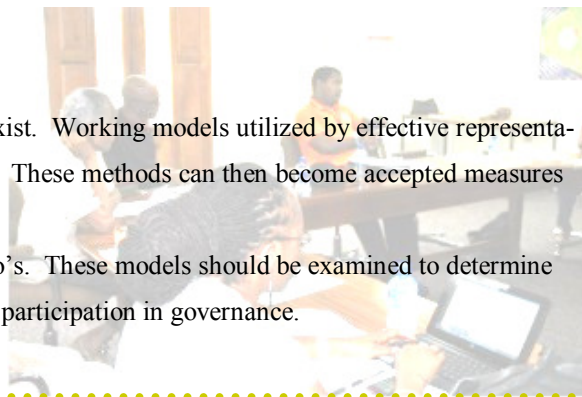 xist. Working models utilized by effective representa-
These methods can then become accepted measures
o's. These models should be examined to determine
participation in governance.